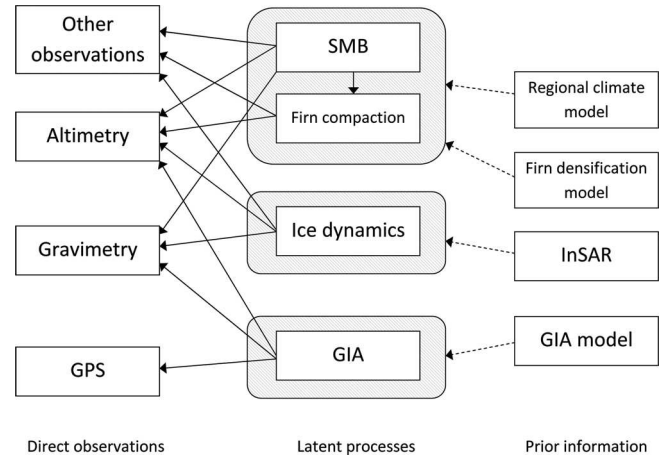 Other
observations
Altimetry
Gravimetry
GPS
Direct observations
SMB
Firn compaction
Ice dynamics
GIA
Latent processes
Regional climate
model
Firn densification
model
InSAR
GIA model
Prior information